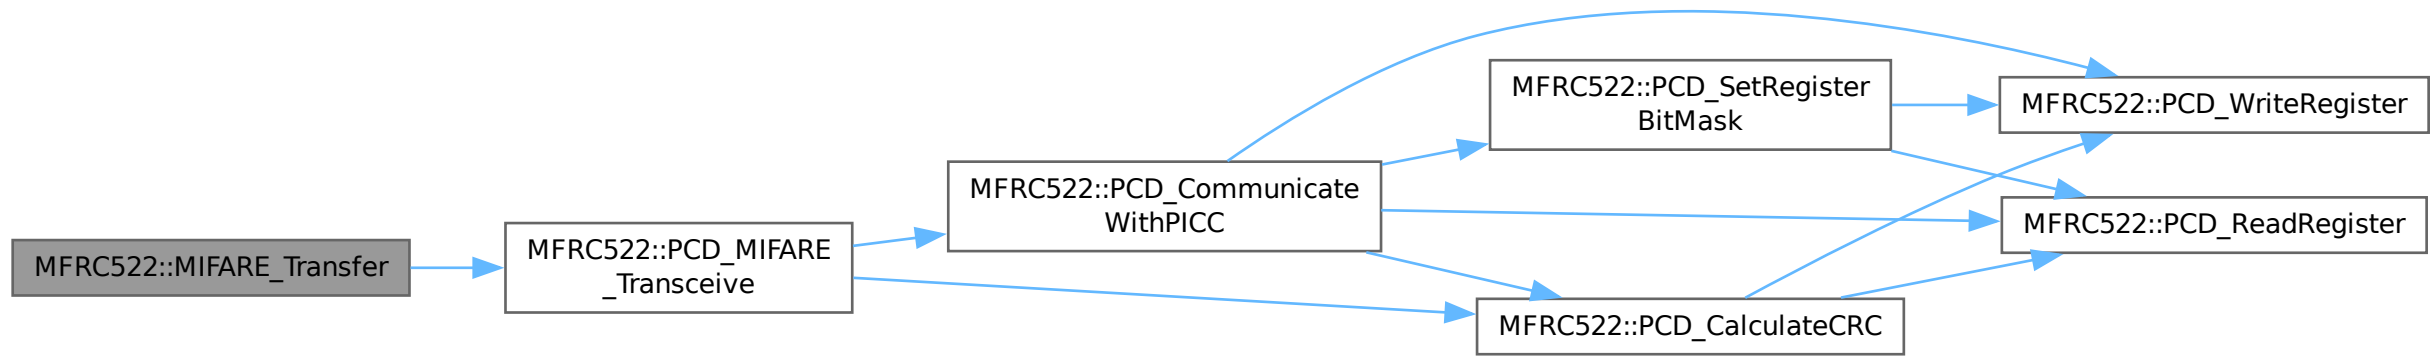 MFRC522::MIFARE_Transfer
MFRC522::PCD_MIFARE
_Transceive
MFRC522::PCD_Communicate
WithPICC
MFRC522::PCD_SetRegister
BitMask
MFRC522::PCD_WriteRegister
MFRC522::PCD_ReadRegister
MFRC522::PCD_CalculateCRC